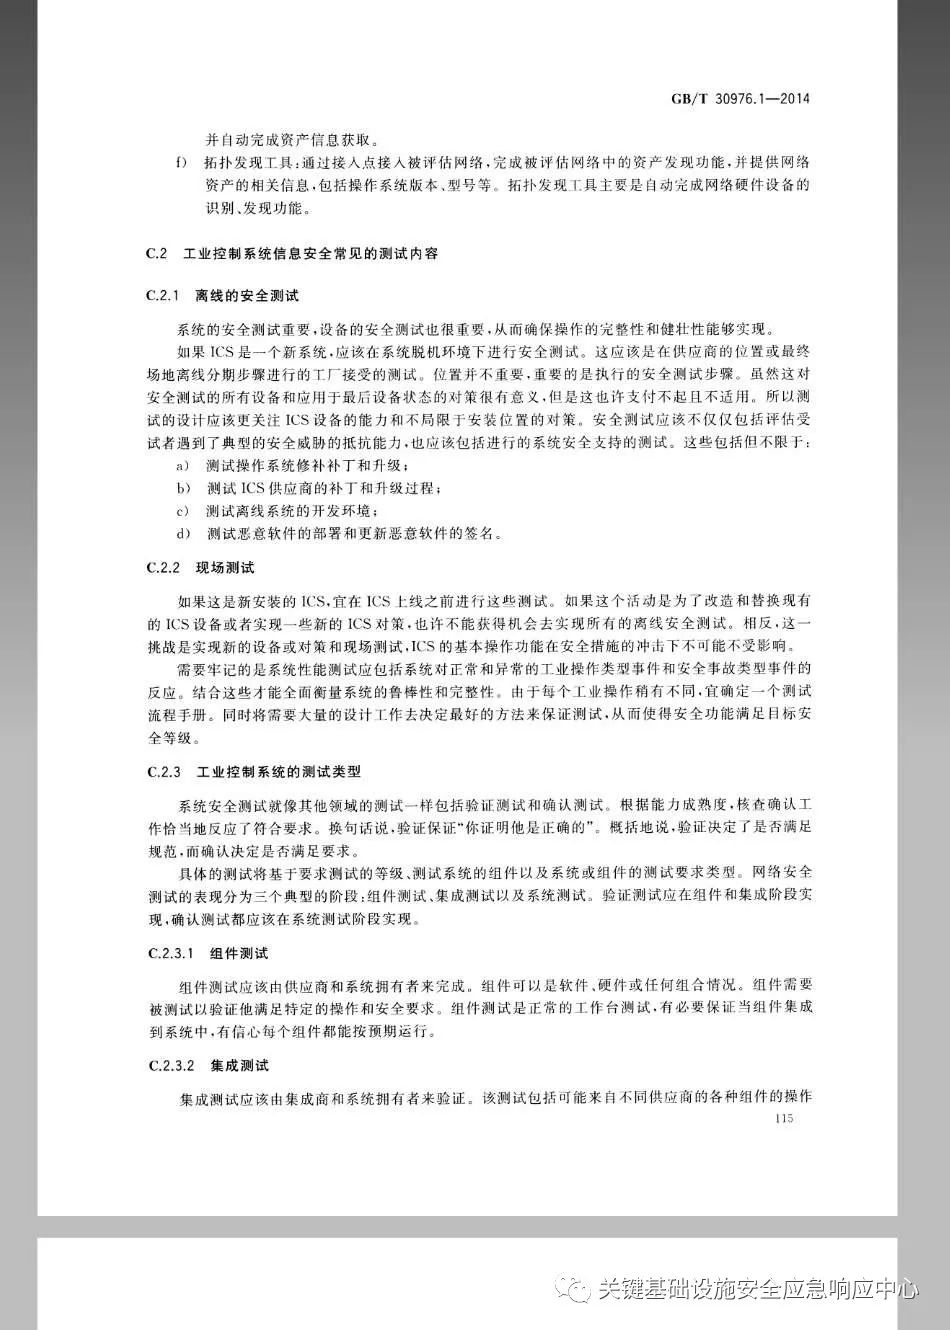 GB/T 30976.1—2014
并自动完成资产信息获取。
f) 拓扑发现工具:通过接入点接入被评估网络,完成被评估网络中的资产发现功能,并提供网络
资产的相关信息,包括操作系统版本、型号等。拓扑发现工具主要是自动完成网络硬件设备的
识别、发现功能。
C.2 工业控制系统信息安全常见的测试内容
C.2.1 离线的安全测试
系统的安全测试重要,设备的安全测试也很重要,从而确保操作的完整性和健壮性能够实现。
如果 ICS 是一个新系统,应该在系统脱机环境下进行安全测试。这应该是在供应商的位置或最终
场地离线分期步骤进行的工厂接受的测试。位置并不重要,重要的是执行的安全测试步骤。虽然这对
安全测试的所有设备和应用于最后设备状态的对策很有意义,但是这也许支付不起且不适用。所以测
试的设计应该更关注 ICS 设备的能力和不局限于安装位置的对策。安全测试应该不仅仅包括评估受
试者遇到了典型的安全威胁的抵抗能力,也应该包括进行的系统安全支持的测试。这些包括但不限于:
a) 测试操作系统修补补丁和升级;
b) 测试 ICS 供应商的补丁和升级过程;
c) 测试离线系统的开发环境;
d) 测试恶意软件的部署和更新恶意软件的签名。
C.2.2 现场测试
如果这是新安装的 ICS,宜在 ICS 上线之前进行这些测试。如果这个活动是为了改造和替换现有
的 ICS 设备或者实现一些新的 ICS 对策,也许不能获得机会去实现所有的离线安全测试。相反,这一
挑战是实现新的设备或对策和现场测试,ICS 的基本操作功能在安全措施的冲击下不可能不受影响。
需要牢记的是系统性能测试应包括系统对正常和异常的工业操作类型事件和安全事故类型事件的
反应。结合这些才能全面衡量系统的鲁棒性和完整性。由于每个工业操作稍有不同,宜确定一个测试
流程手册。同时将需要大量的设计工作去决定最好的方法来保证测试,从而使得安全功能满足目标安
全等级。
C.2.3 工业控制系统的测试类型
系统安全测试就像其他领域的测试一样包括验证测试和确认测试。根据能力成熟度,核查确认工
作恰当地反应了符合要求。换句话说,验证保证“你证明他是正确的”。概括地说,验证决定了是否满足
规范,而确认决定是否满足要求。
具体的测试将基于要求测试的等级、测试系统的组件以及系统或组件的测试要求类型。网络安全
测试的表现分为三个典型的阶段:组件测试、集成测试以及系统测试。验证测试应在组件和集成阶段实
现,确认测试都应该在系统测试阶段实现。
C.2.3.1 组件测试
组件测试应该由供应商和系统拥有者来完成。组件可以是软件、硬件或任何组合情况。组件需要
被测试以验证他满足特定的操作和安全要求。组件测试是正常的工作台测试,有必要保证当组件集成
到系统中,有信心每个组件都能按预期运行。
C.2.3.2 集成测试
集成测试应该由集成商和系统拥有者来验证。该测试包括可能来自不同供应商的各种组件的操作
115
关键基础设施安全应急响应中心